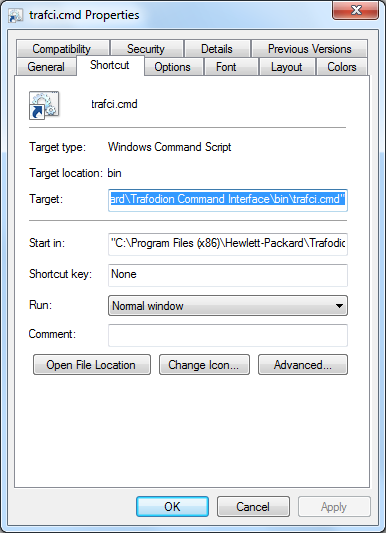 trafci.cmd Properties
Compatibility Security Details Previous Versions
General Shortcut Options Font Layout Colors
trafci.cmd
Target type: Windows Command Script
Target location: bin
Target: ard\Trafodion Command Interface\bin\trafci.cmd"
Start in: "C:\Program Files (x86)\Hewlett-Packard\Trafodic
Shortcut key: None
Run: Normal window
Comment:
Open File Location Change Icon... Advanced...
OK Cancel Apply